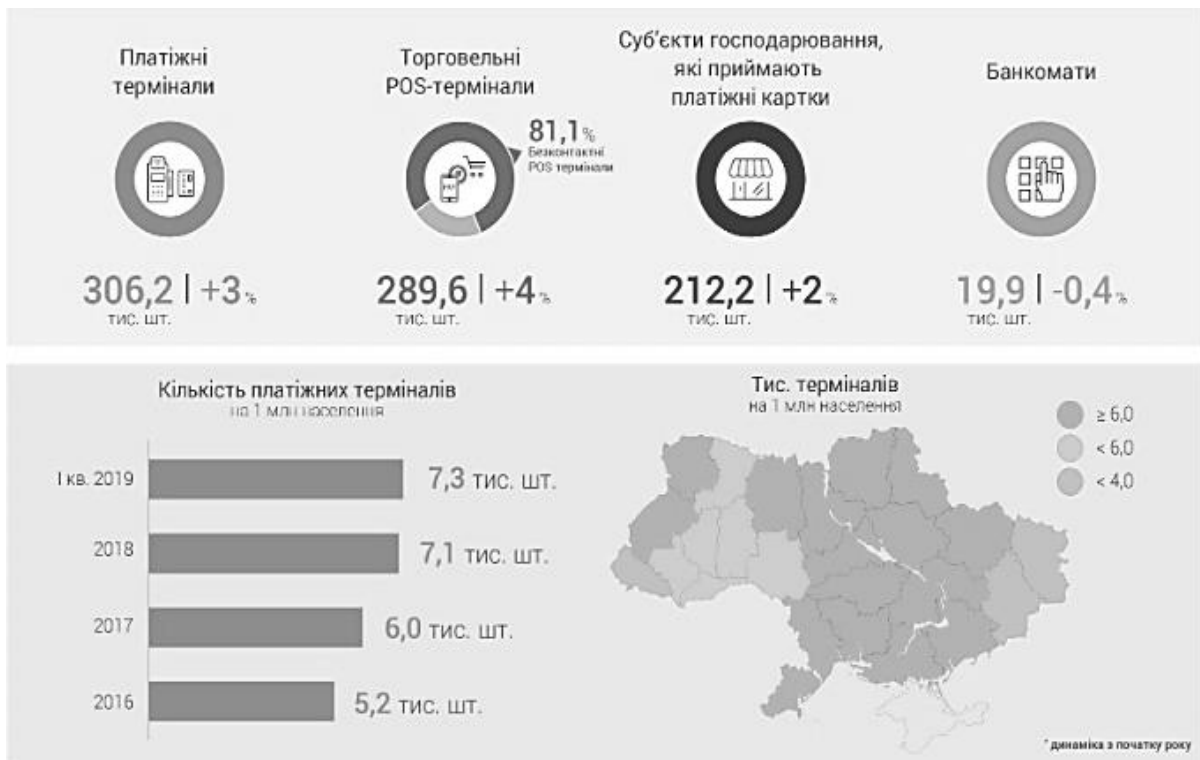 Платіжні
термінали
306,2 | +3%
тис. шт.
Торговельні
POS-термінали
81,1%
Безконтактні
POS термінали
289,6 | +4%
тис. шт.
Суб'єкти господарювання,
які приймають
платіжні картки
212,2 | +2%
тис. шт.
Банкомати
19,9 | -0,4%
тис. шт.
Кількість платіжних терміналів
на 1 млн населення
І кв. 2019 7,3 тис. шт.
2018 7,1 тис. шт.
2017 6,0 тис. шт.
2016 5,2 тис. шт.
Тис. терміналів
на 1 млн населення
≥ 6,0
< 6,0
< 4,0
* динаміка з початку року